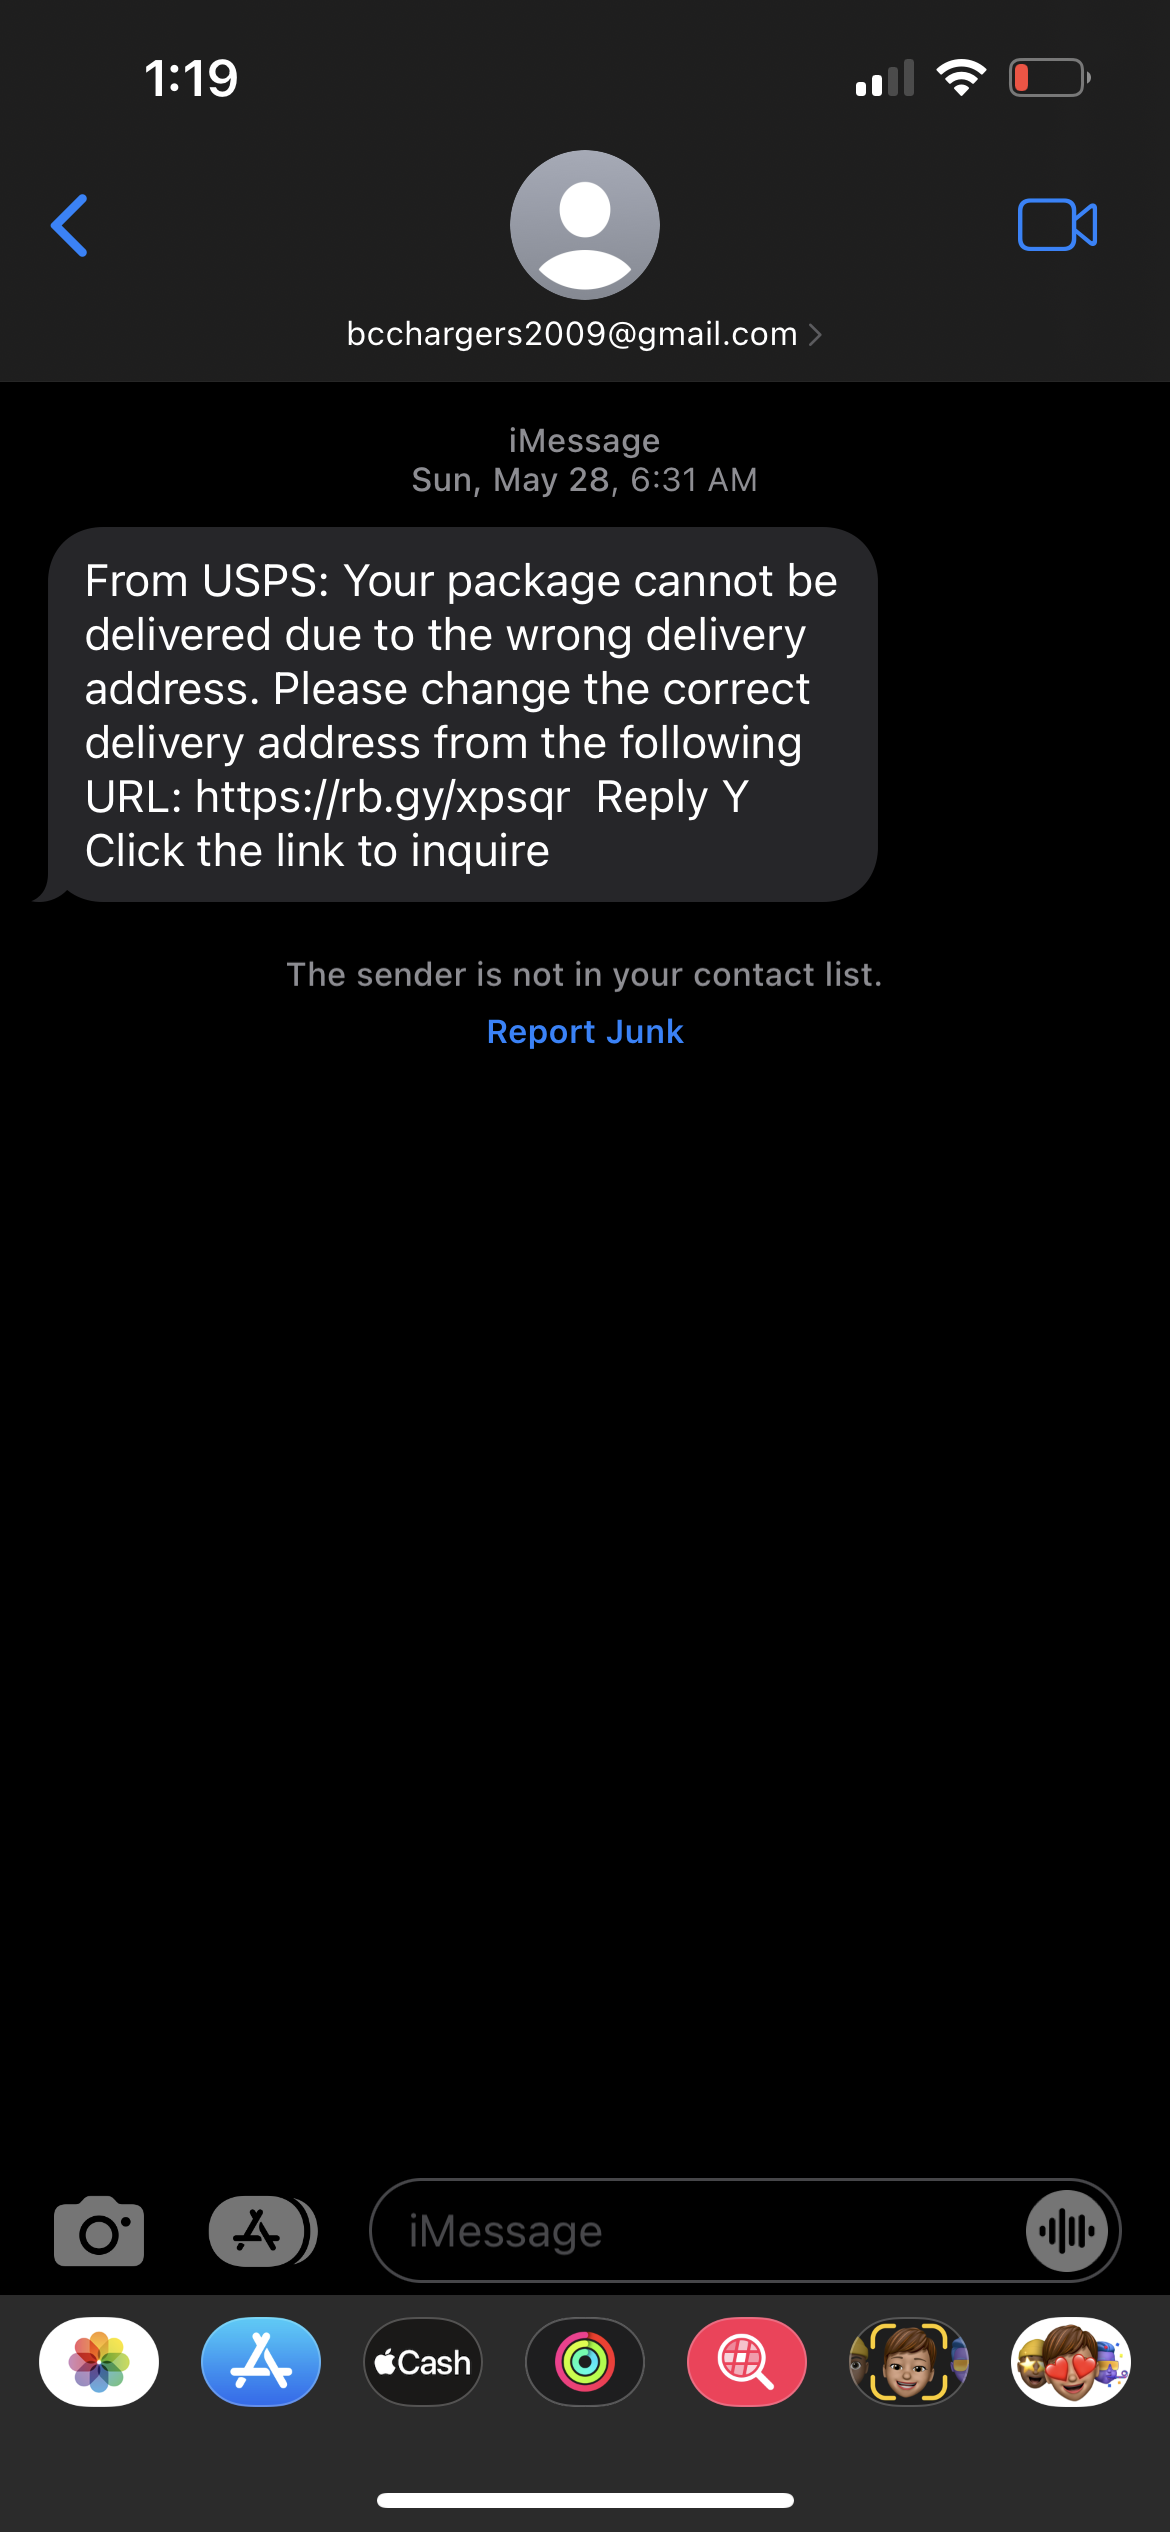 1:19
bcchargers2009@gmail.com
iMessage
Sun, May 28, 6:31 AM
From USPS: Your package cannot be
delivered due to the wrong delivery
address. Please change the correct
delivery address from the following
URL: https://rb.gy/xpsqr  Reply Y
Click the link to inquire
The sender is not in your contact list.
Report Junk
iMessage
Cash